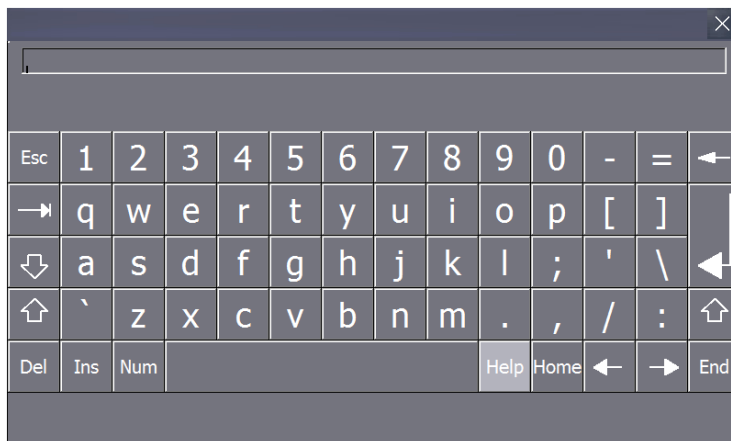 Esc 1 2 3 4 5 6 7 8 9 0 - =
q w e r t y u i o p [ ]
a s d f g h j k l ; ' \
` z x c v b n m . , / :
Del Ins Num Help Home End